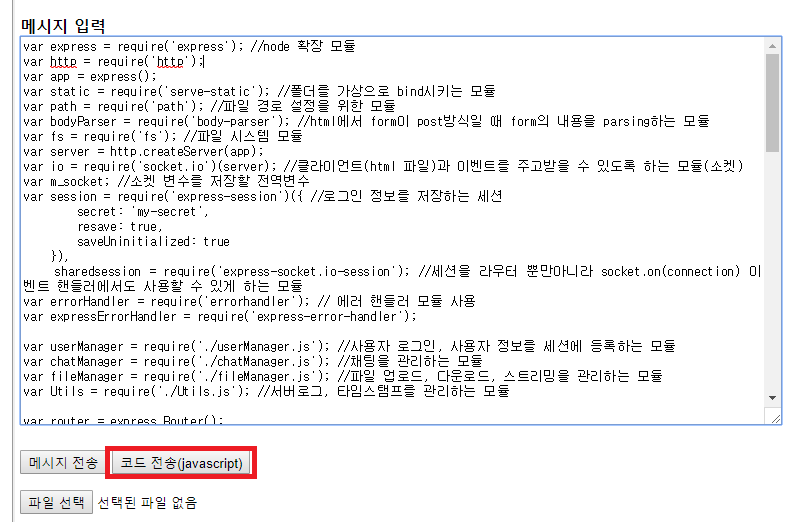 메시지 입력
var express = require('express'); //node 확장 모듈
var http = require('http');
var app = express();
var static = require('serve-static'); //폴더를 가상으로 bind시키는 모듈
var path = require('path'); //파일 경로 설정을 위한 모듈
var bodyParser = require('body-parser'); //html에서 form이 post방식일 때 form의 내용을 parsing하는 모듈
var fs = require('fs'); //파일 시스템 모듈
var server = http.createServer(app);
var io = require('socket.io')(server); //클라이언트(html 파일)과 이벤트를 주고받을 수 있도록 하는 모듈(소켓)
var m_socket; //소켓 변수를 저장할 전역변수
var session = require('express-session')({ //로그인 정보를 저장하는 세션
secret: 'my-secret',
resave: true,
saveUninitialized: true
}),
sharedsession = require('express-socket.io-session'); //세션을 라우터 뿐만아니라 socket.on(connection) 이
벤트 핸들러에서도 사용할 수 있게 하는 모듈
var errorHandler = require('errorhandler'); // 에러 핸들러 모듈 사용
var expressErrorHandler = require('express-error-handler');
var userManager = require('./userManager.js'); //사용자 로그인, 사용자 정보를 세션에 등록하는 모듈
var chatManager = require('./chatManager.js'); //채팅을 관리하는 모듈
var fileManager = require('./fileManager.js'); //파일 업로드, 다운로드, 스트리밍을 관리하는 모듈
var Utils = require('./Utils.js'); //서버로그, 타임스탬프를 관리하는 모듈
var router = express.Router();
메시지 전송 코드 전송(javascript)
파일 선택 선택된 파일 없음